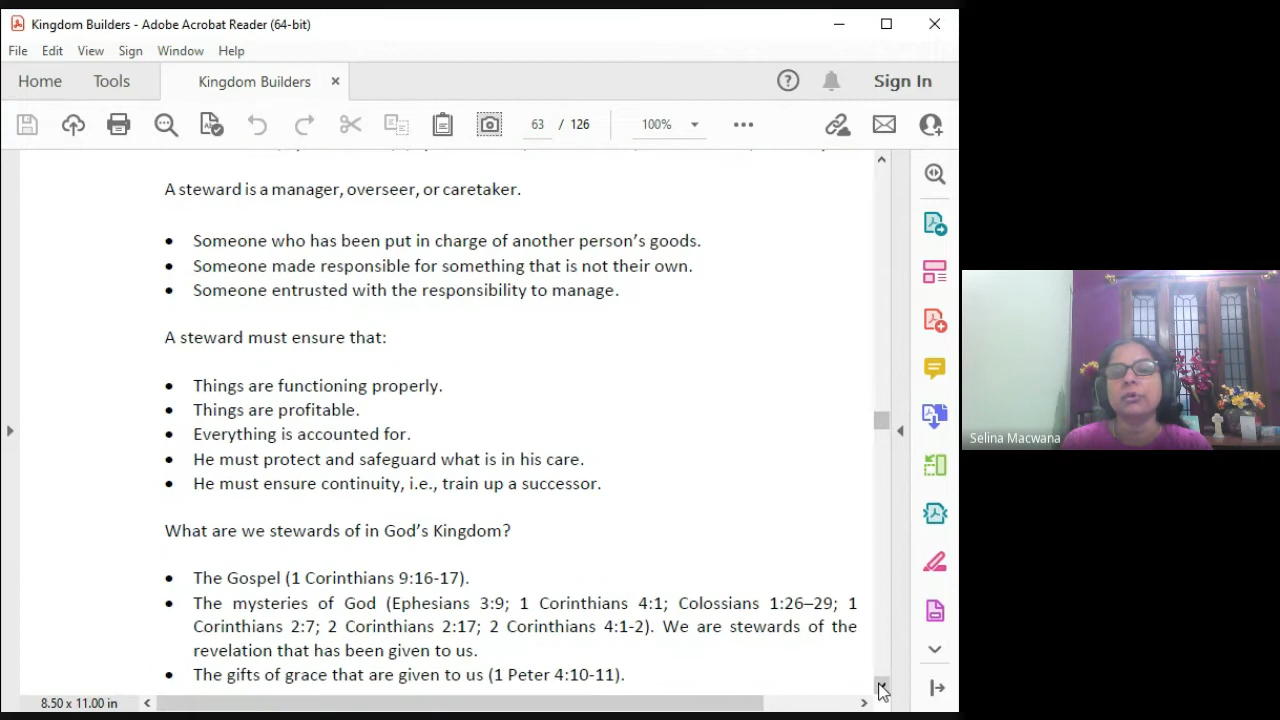 Kingdom Builders - Adobe Acrobat Reader (64-bit)
File Edit View Sign Window Help
Home Tools Kingdom Builders Sign In
63 / 126 100%
A steward is a manager, overseer, or caretaker.
• Someone who has been put in charge of another person's goods.
• Someone made responsible for something that is not their own.
• Someone entrusted with the responsibility to manage.
A steward must ensure that:
• Things are functioning properly.
• Things are profitable.
• Everything is accounted for.
• He must protect and safeguard what is in his care.
• He must ensure continuity, i.e., train up a successor.
What are we stewards of in God's Kingdom?
• The Gospel (1 Corinthians 9:16-17).
• The mysteries of God (Ephesians 3:9; 1 Corinthians 4:1; Colossians 1:26–29; 1
Corinthians 2:7; 2 Corinthians 2:17; 2 Corinthians 4:1-2). We are stewards of the
revelation that has been given to us.
• The gifts of grace that are given to us (1 Peter 4:10-11).
8.50 x 11.00 in
Selina Macwana